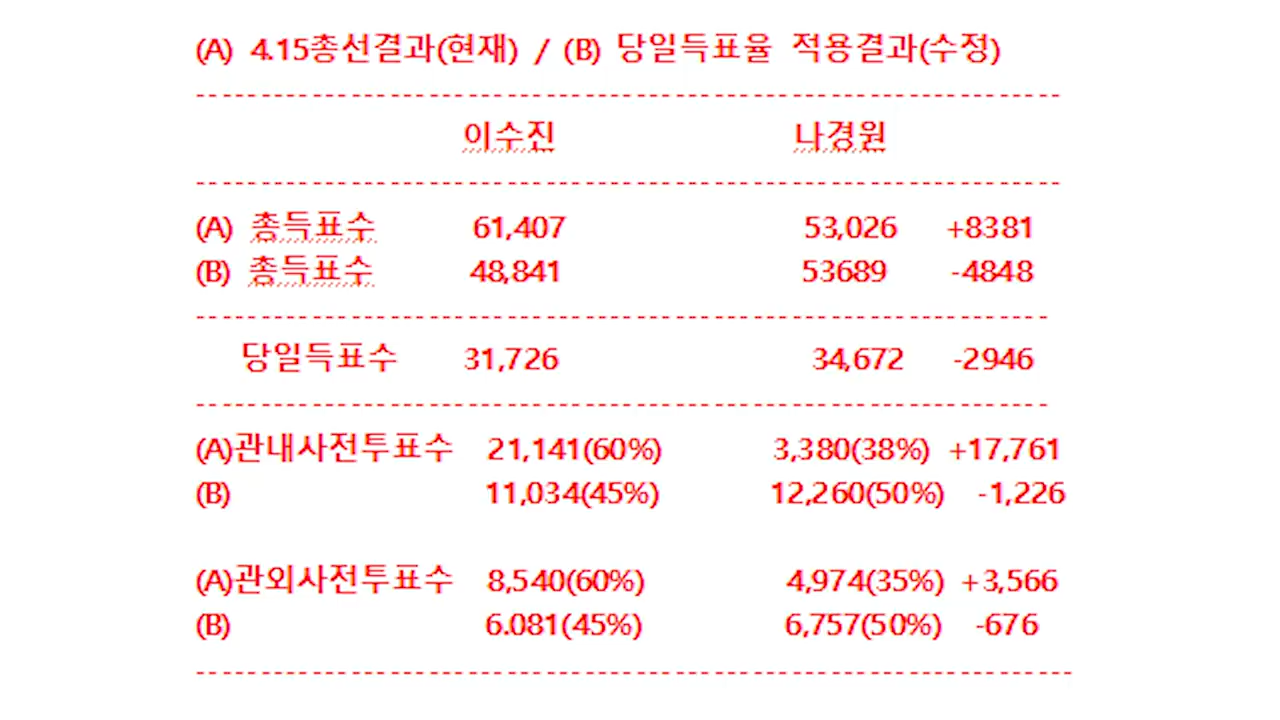 (A) 4.15총선결과(현재) / (B) 당일득표율 적용결과(수정)
이수진 나경원
(A) 총득표수 61,407 53,026 +8381
(B) 총득표수 48,841 53689 -4848
당일득표수 31,726 34,672 -2946
(A)관내사전투표수 21,141(60%) 3,380(38%) +17,761
(B) 11,034(45%) 12,260(50%) -1,226
(A)관외사전투표수 8,540(60%) 4,974(35%) +3,566
(B) 6.081(45%) 6,757(50%) -676